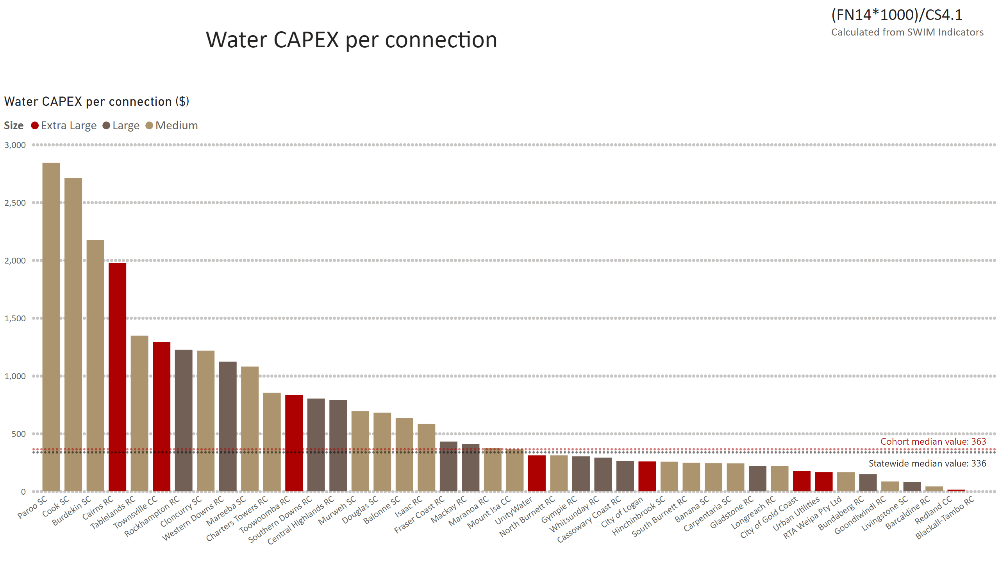 (FN14*1000)/CS4.1
Calculated from SWIM Indicators
Water CAPEX per connection
Water CAPEX per connection ($)
Size Extra Large Large Medium
3,000
2,500
2,000
1,500
1,000
500
0
Cohort median value: 363
Statewide median value: 336
Paroo SC
Cook SC
Burdekin SC
Cairns RC
Tablelands RC
Townsville CC
Rockhampton RC
Cloncurry SC
Western Downs RC
Mareeba SC
Charters Towers RC
Toowoomba RC
Southern Downs RC
Central Highlands RC
Murweh SC
Douglas SC
Balonne SC
Isaac RC
Fraser Coast RC
Mackay RC
Maranoa RC
Mount Isa CC
UnityWater
North Burnett RC
Gympie RC
Whitsunday RC
Cassowary Coast RC
City of Logan
Hinchinbrook SC
South Burnett RC
Banana SC
Carpentaria SC
Gladstone RC
Longreach RC
City of Gold Coast
Urban Utilities
RTA Weipa Pty Ltd
Bundaberg RC
Goondiwindi RC
Livingstone SC
Barcaldine RC
Redland CC
Blackall-Tambo RC